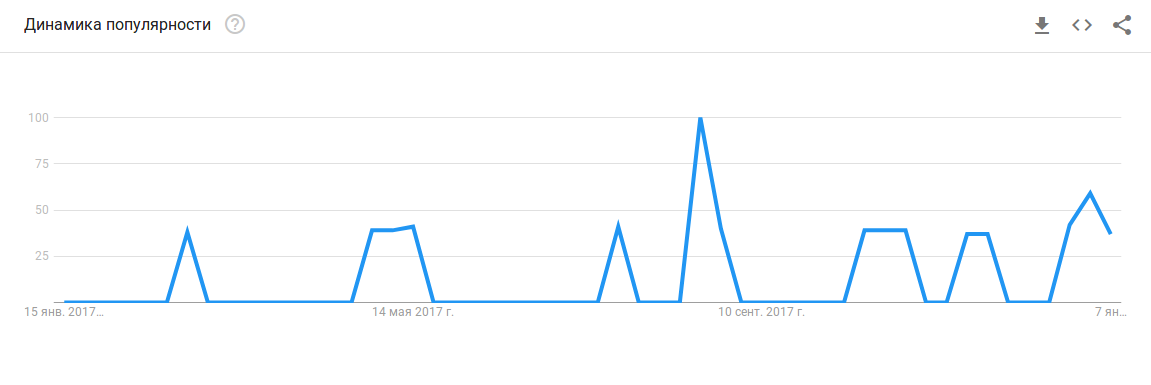 Динамика популярности ?
100
75
50
25
15 янв. 2017…
14 мая 2017 г.
10 сент. 2017 г.
7 ян…